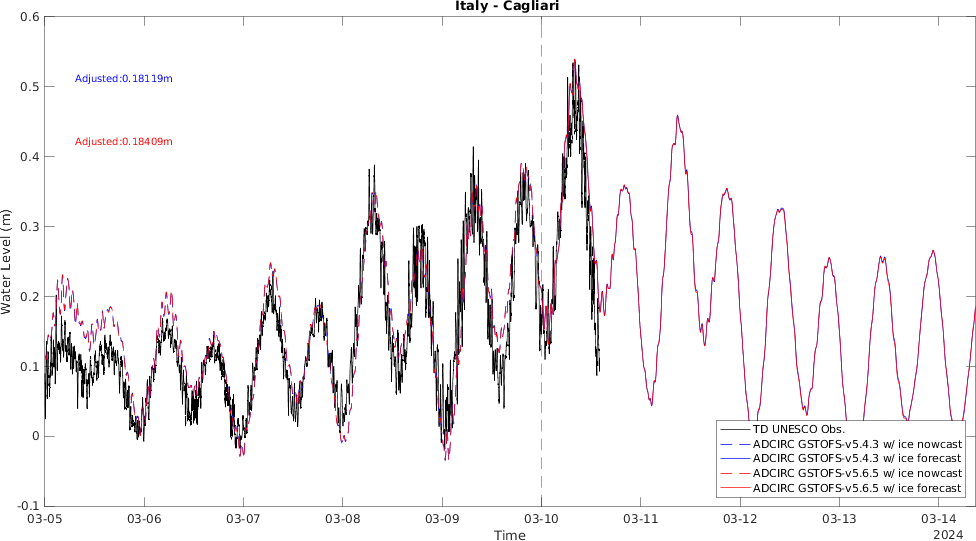 Italy - Cagliari
0.6
0.5
0.4
0.3
0.2
0.1
0
-0.1
Water Level (m)
Adjusted:0.18119m
Adjusted:0.18409m
TD UNESCO Obs.
ADCIRC GSTOFS-v5.4.3 w/ ice nowcast
ADCIRC GSTOFS-v5.4.3 w/ ice forecast
ADCIRC GSTOFS-v5.6.5 w/ ice nowcast
ADCIRC GSTOFS-v5.6.5 w/ ice forecast
03-05 03-06 03-07 03-08 03-09 03-10 03-11 03-12 03-13 03-14
2024
Time